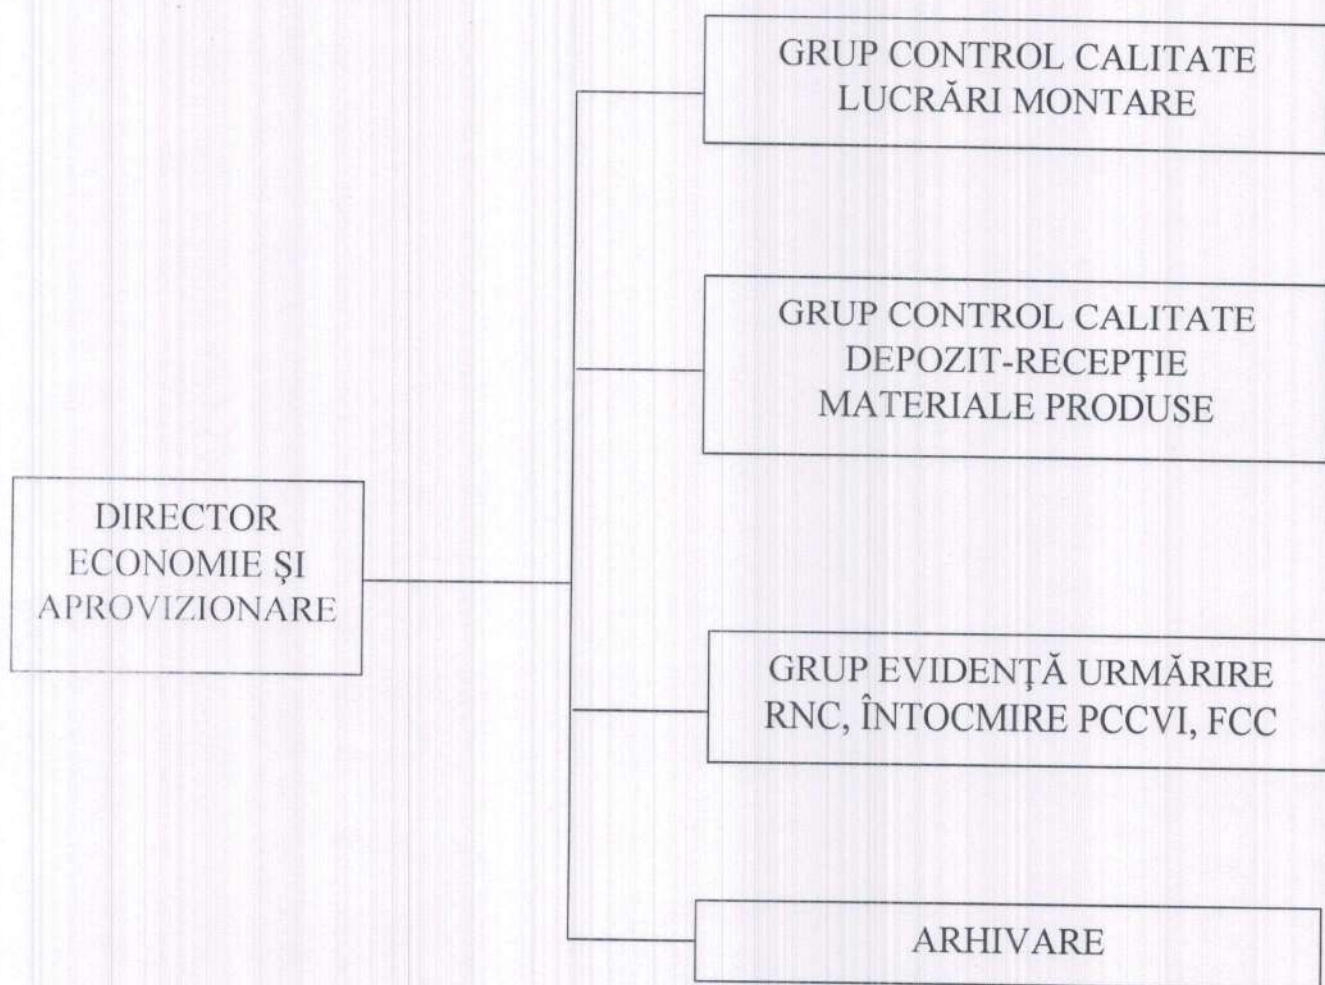 GRUP CONTROL CALITATE
LUCRĂRI MONTARE
GRUP CONTROL CALITATE
DEPOZIT-RECEPŢIE
MATERIALE PRODUSE
DIRECTOR
ECONOMIE ŞI
APROVIZIONARE
GRUP EVIDENŢĂ URMĂRIRE
RNC, ÎNTOCMIRE PCCVI, FCC
ARHIVARE